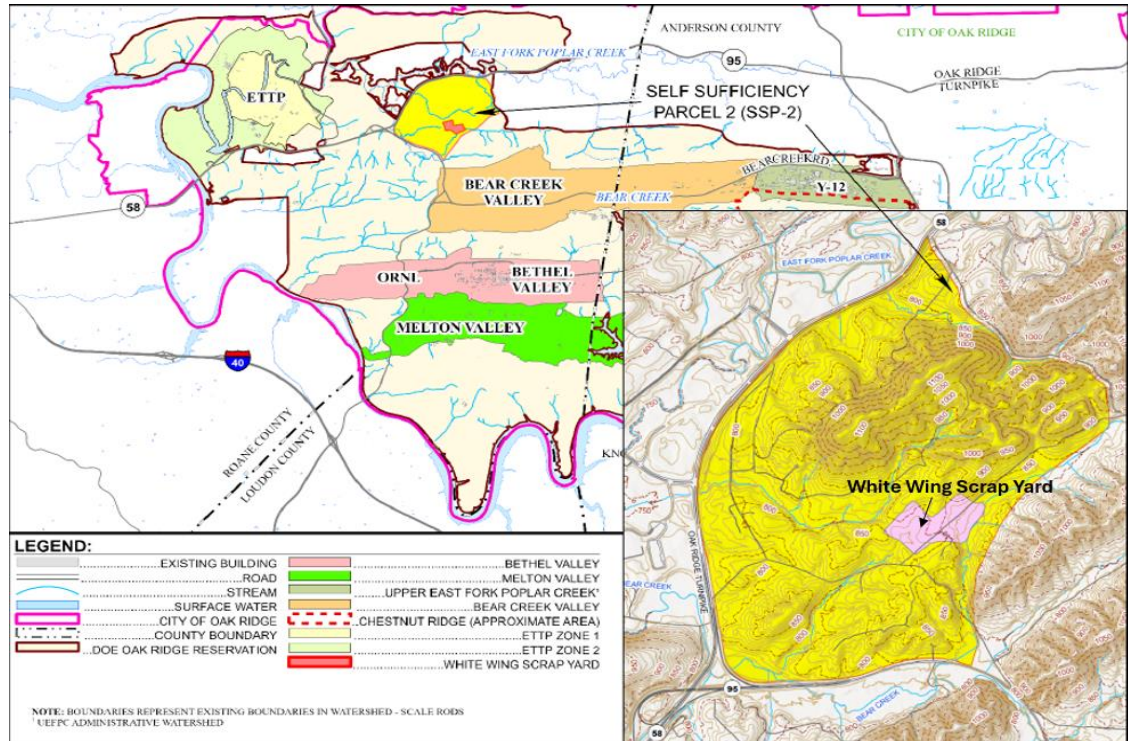 ANDERSON COUNTY
CITY OF OAK RIDGE
EAST FORK POPLAR CREEK
95
OAK RIDGE
TURNPIKE
ETTP
SELF SUFFICIENCY
PARCEL 2 (SSP-2)
BEAR CREEK
VALLEY
BEAR CREEK
BEARCREEKRD.
Y-12
58
ORNL
BETHEL
VALLEY
MELTON VALLEY
40
ROANE COUNTY
LOUDON COUNTY
KNO
58
EAST FORK POPLAR CREEK
White Wing Scrap Yard
OAK RIDGE TURNPIKE
BEAR CREEK
BEAR CREEK
95
58
LEGEND:
EXISTING BUILDING
ROAD
STREAM
SURFACE WATER
CITY OF OAK RIDGE
COUNTY BOUNDARY
DOE OAK RIDGE RESERVATION
BETHEL VALLEY
MELTON VALLEY
UPPER EAST FORK POPLAR CREEK¹
BEAR CREEK VALLEY
CHESTNUT RIDGE (APPROXIMATE AREA)
ETTP ZONE 1
ETTP ZONE 2
WHITE WING SCRAP YARD
NOTE: BOUNDARIES REPRESENT EXISTING BOUNDARIES IN WATERSHED - SCALE RODS
¹ UEFPC ADMINISTRATIVE WATERSHED